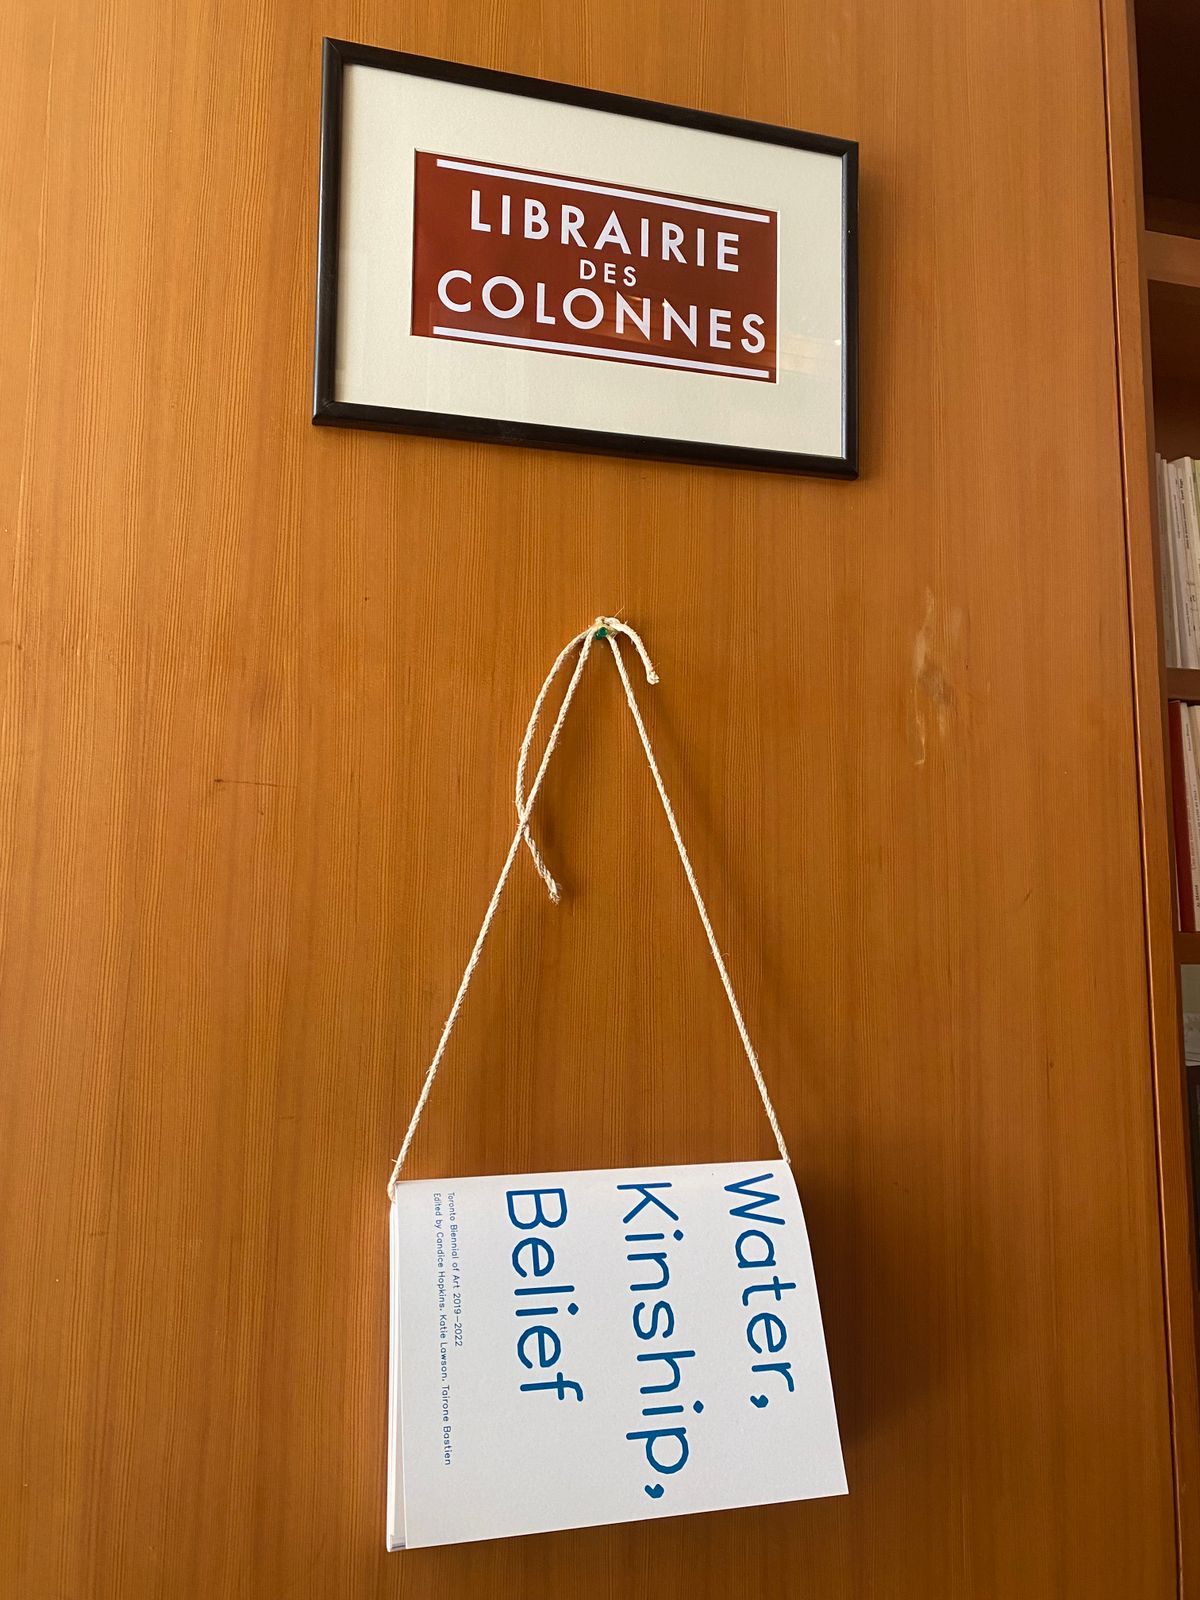 LIBRAIRIE
DES
COLONNES
Water,
Kinship,
Belief
Toronto Biennial of Art 2019–2022
Edited by Candice Hopkins, Katie Lawson, Tairone Bastien